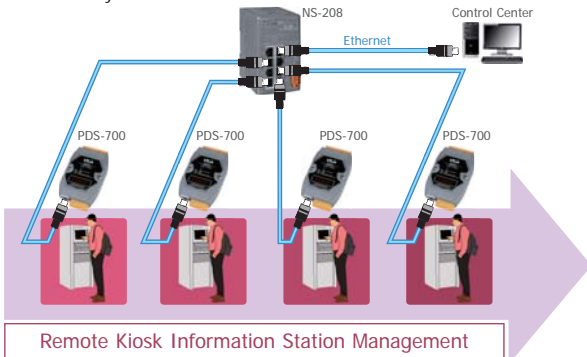 NS-208
Control Center
Ethernet
PDS-700
PDS-700
PDS-700
PDS-700
Remote Kiosk Information Station Management